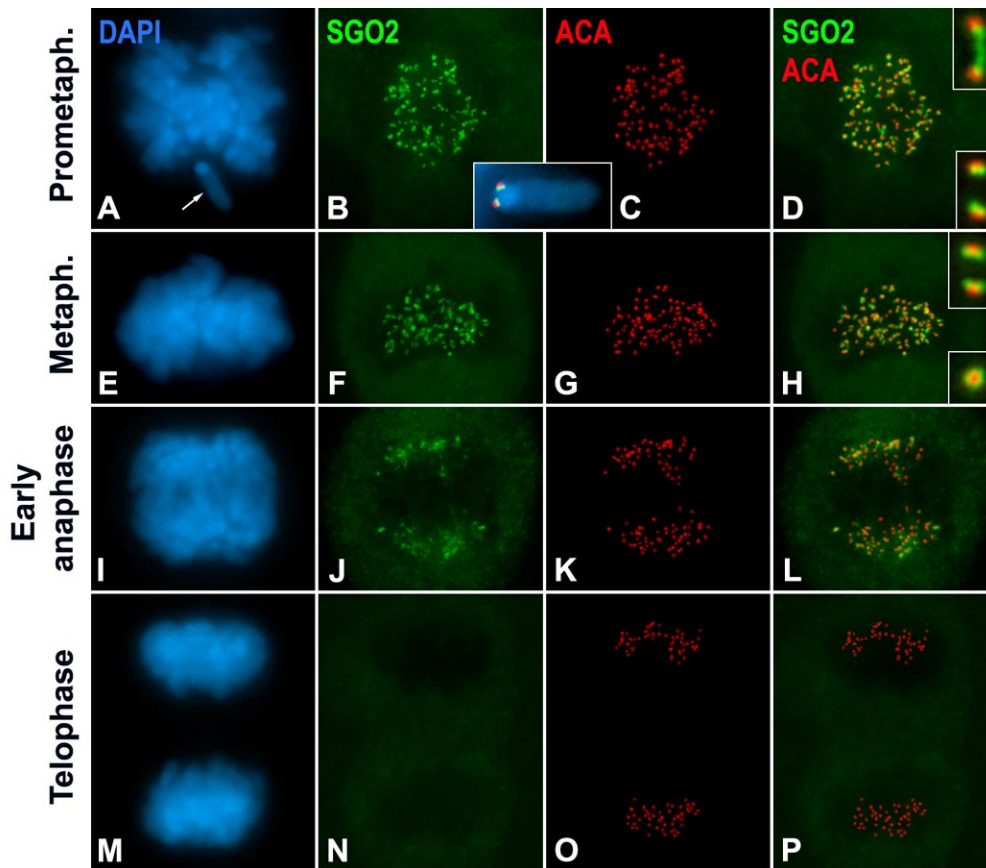 DAPI SGO2 ACA SGO2
ACA
Prometaph.
A B C D
Metaph.
E F G H
Early
anaphase
I J K L
Telophase
M N O P